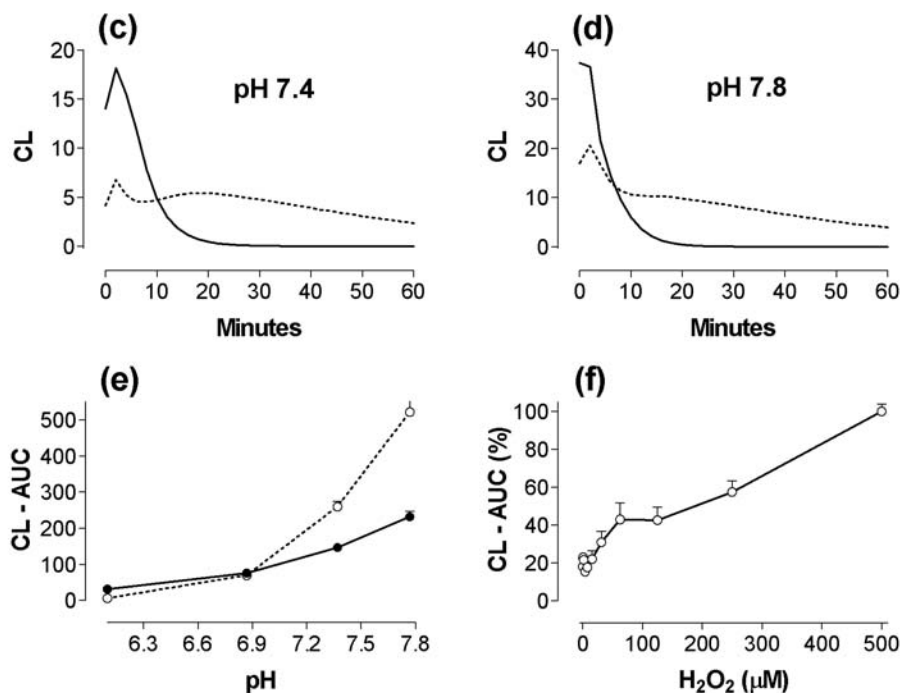 (c)
pH 7.4
CL
20
15
10
5
0
0 10 20 30 40 50 60
Minutes
(d)
pH 7.8
CL
40
30
20
10
0
0 10 20 30 40 50 60
Minutes
(e)
CL - AUC
500
400
300
200
100
0
6.3 6.6 6.9 7.2 7.5 7.8
pH
(f)
CL - AUC (%)
100
80
60
40
20
0
0 100 200 300 400 500
H₂O₂ (μM)